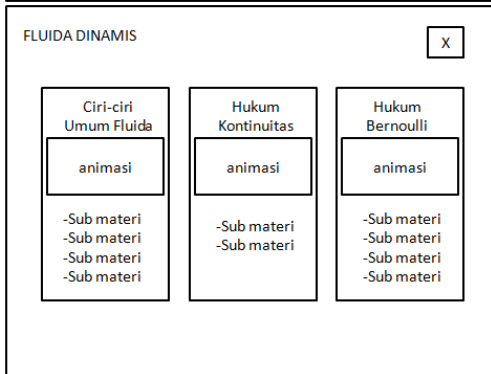 FLUIDA DINAMIS
X
Ciri-ciri
Umum Fluida
animasi
-Sub materi
-Sub materi
-Sub materi
-Sub materi
Hukum
Kontinuitas
animasi
-Sub materi
-Sub materi
Hukum
Bernoulli
animasi
-Sub materi
-Sub materi
-Sub materi
-Sub materi